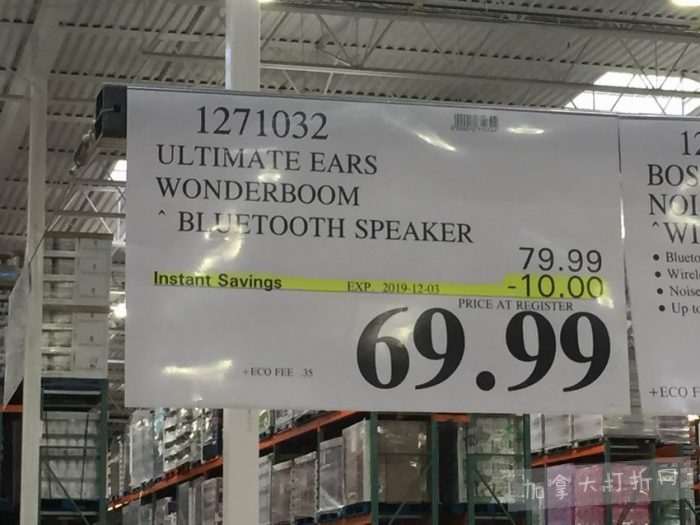 1271032
ULTIMATE EARS
WONDERBOOM
^ BLUETOOTH SPEAKER
79.99
Instant Savings EXP. 2019-12-03 -10.00
PRICE AT REGISTER
69.99
+ECO FEE .35
12
BOS
NOI
^WI
• Blueto
• Wirel
• Noise
• Up to
+ECO F
加拿大打折网